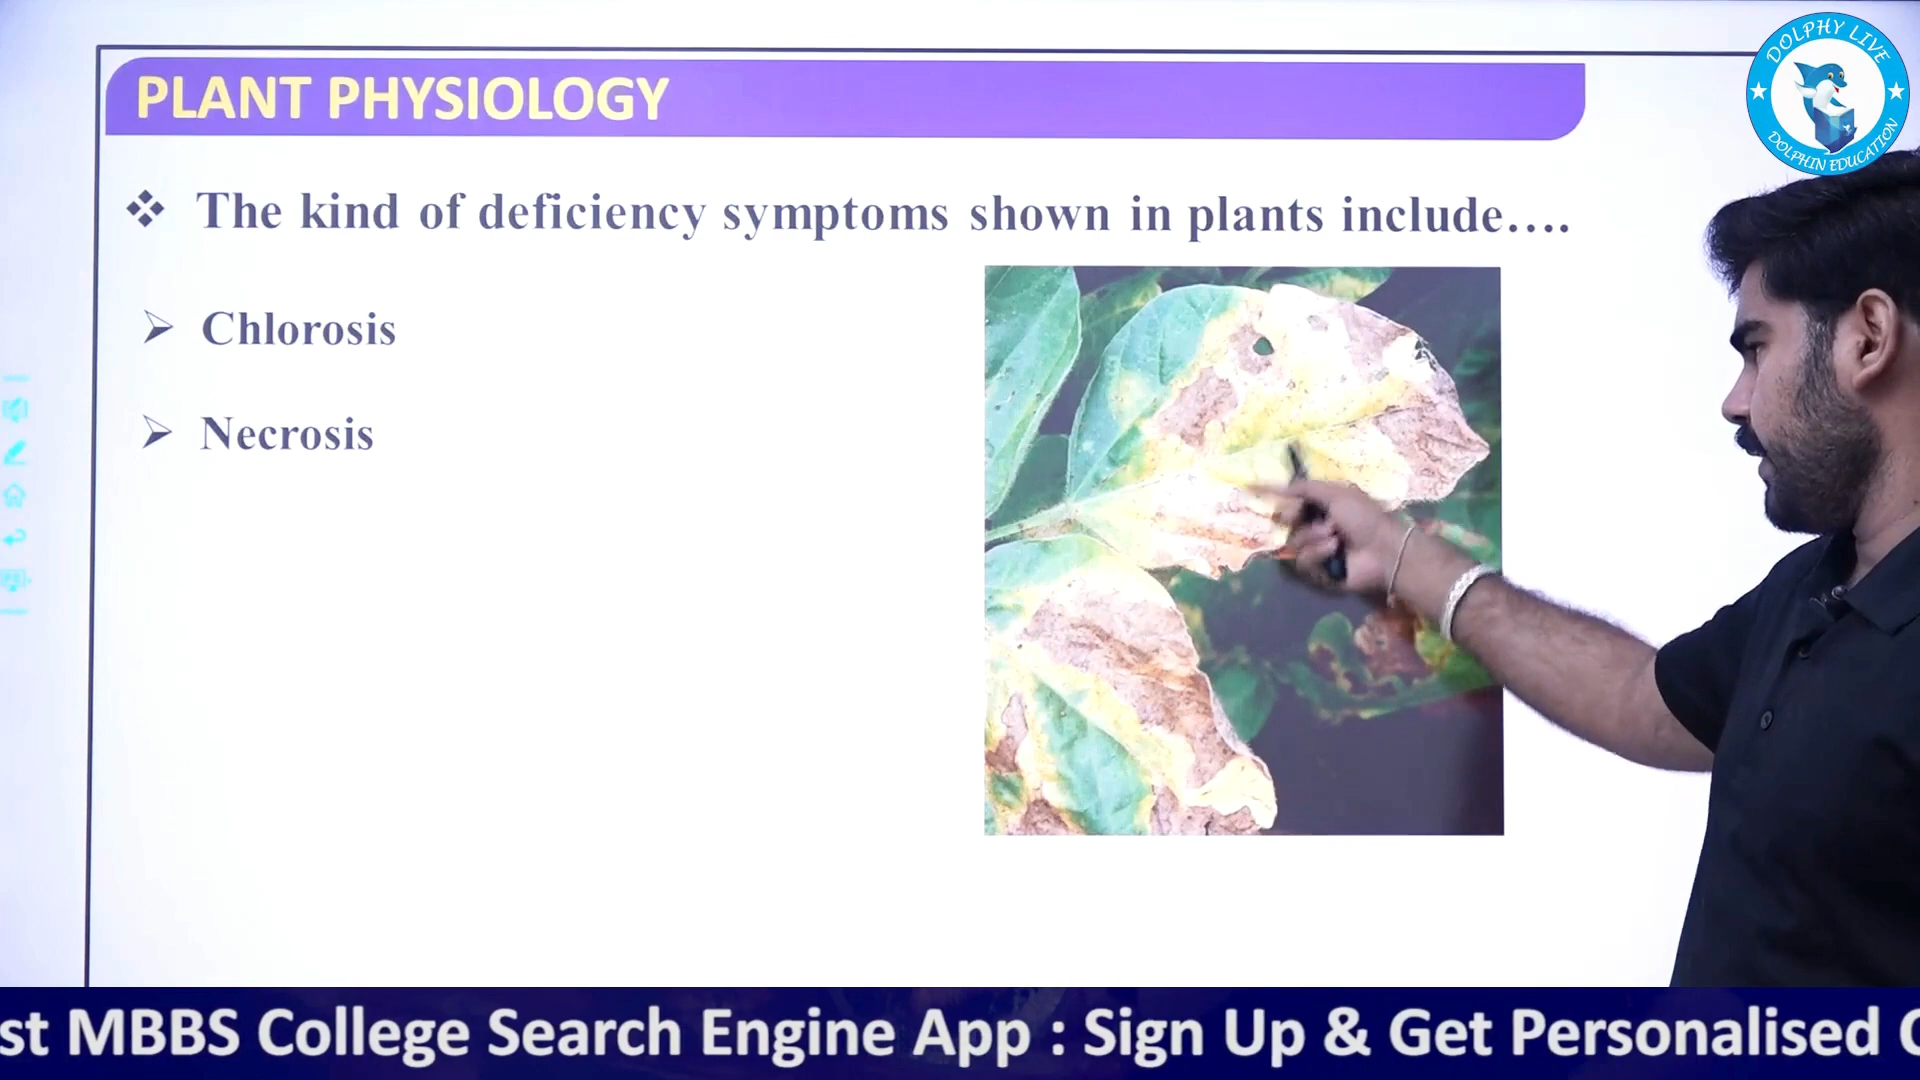 DOLPHY LIVE
DOLPHIN EDUCATION
PLANT PHYSIOLOGY
❖ The kind of deficiency symptoms shown in plants include....
➢ Chlorosis
➢ Necrosis
st MBBS College Search Engine App : Sign Up & Get Personalised C